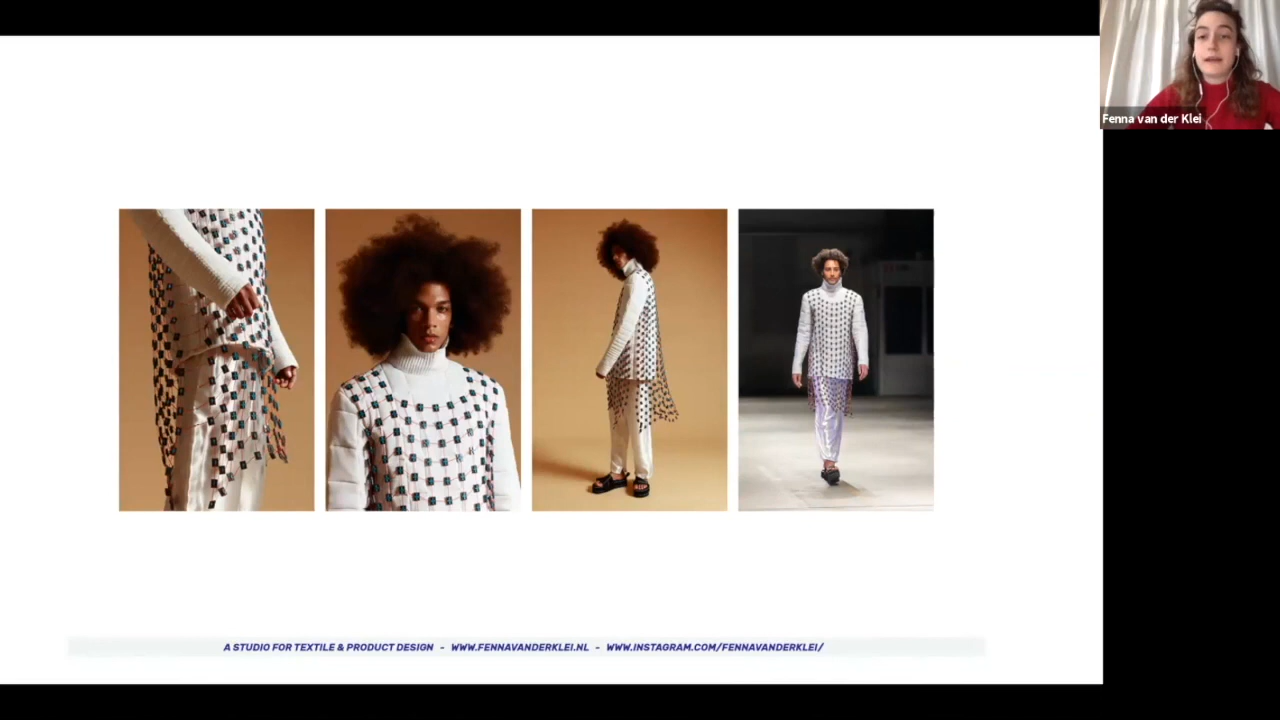 Fenna van der Klei
A STUDIO FOR TEXTILE & PRODUCT DESIGN - WWW.FENNAVANDERKLEI.NL - WWW.INSTAGRAM.COM/FENNAVANDERKLEI/